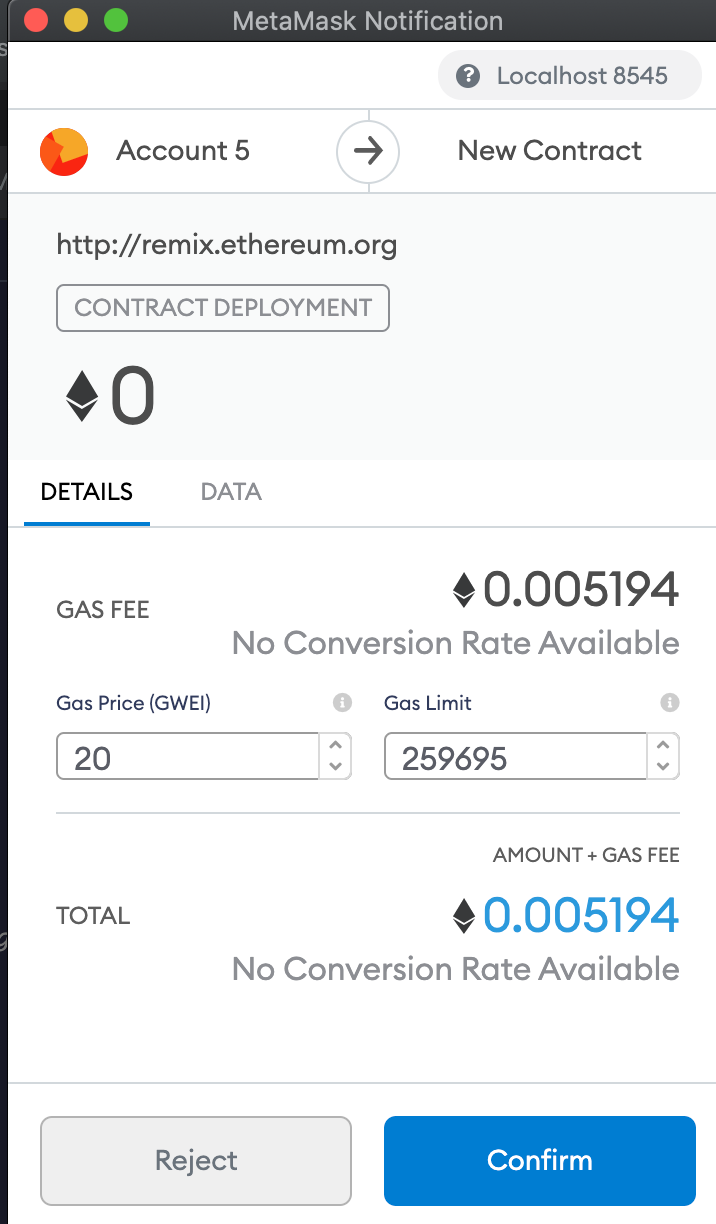 MetaMask Notification
? Localhost 8545
Account 5 New Contract
http://remix.ethereum.org
CONTRACT DEPLOYMENT
0
DETAILS DATA
0.005194
GAS FEE
No Conversion Rate Available
Gas Price (GWEI) i Gas Limit i
20 259695
AMOUNT + GAS FEE
TOTAL 0.005194
No Conversion Rate Available
Reject Confirm